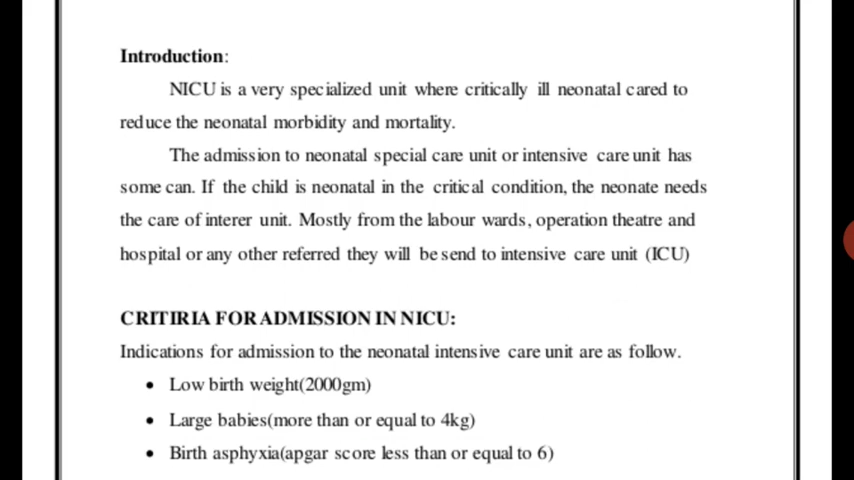 Introduction:
NICU is a very specialized unit where critically ill neonatal cared to
reduce the neonatal morbidity and mortality.
The admission to neonatal special care unit or intensive care unit has
some can. If the child is neonatal in the critical condition, the neonate needs
the care of interer unit. Mostly from the labour wards, operation theatre and
hospital or any other referred they will be send to intensive care unit (ICU)
CRITIRIA FOR ADMISSION IN NICU:
Indications for admission to the neonatal intensive care unit are as follow.
• Low birth weight(2000gm)
• Large babies(more than or equal to 4kg)
• Birth asphyxia(apgar score less than or equal to 6)